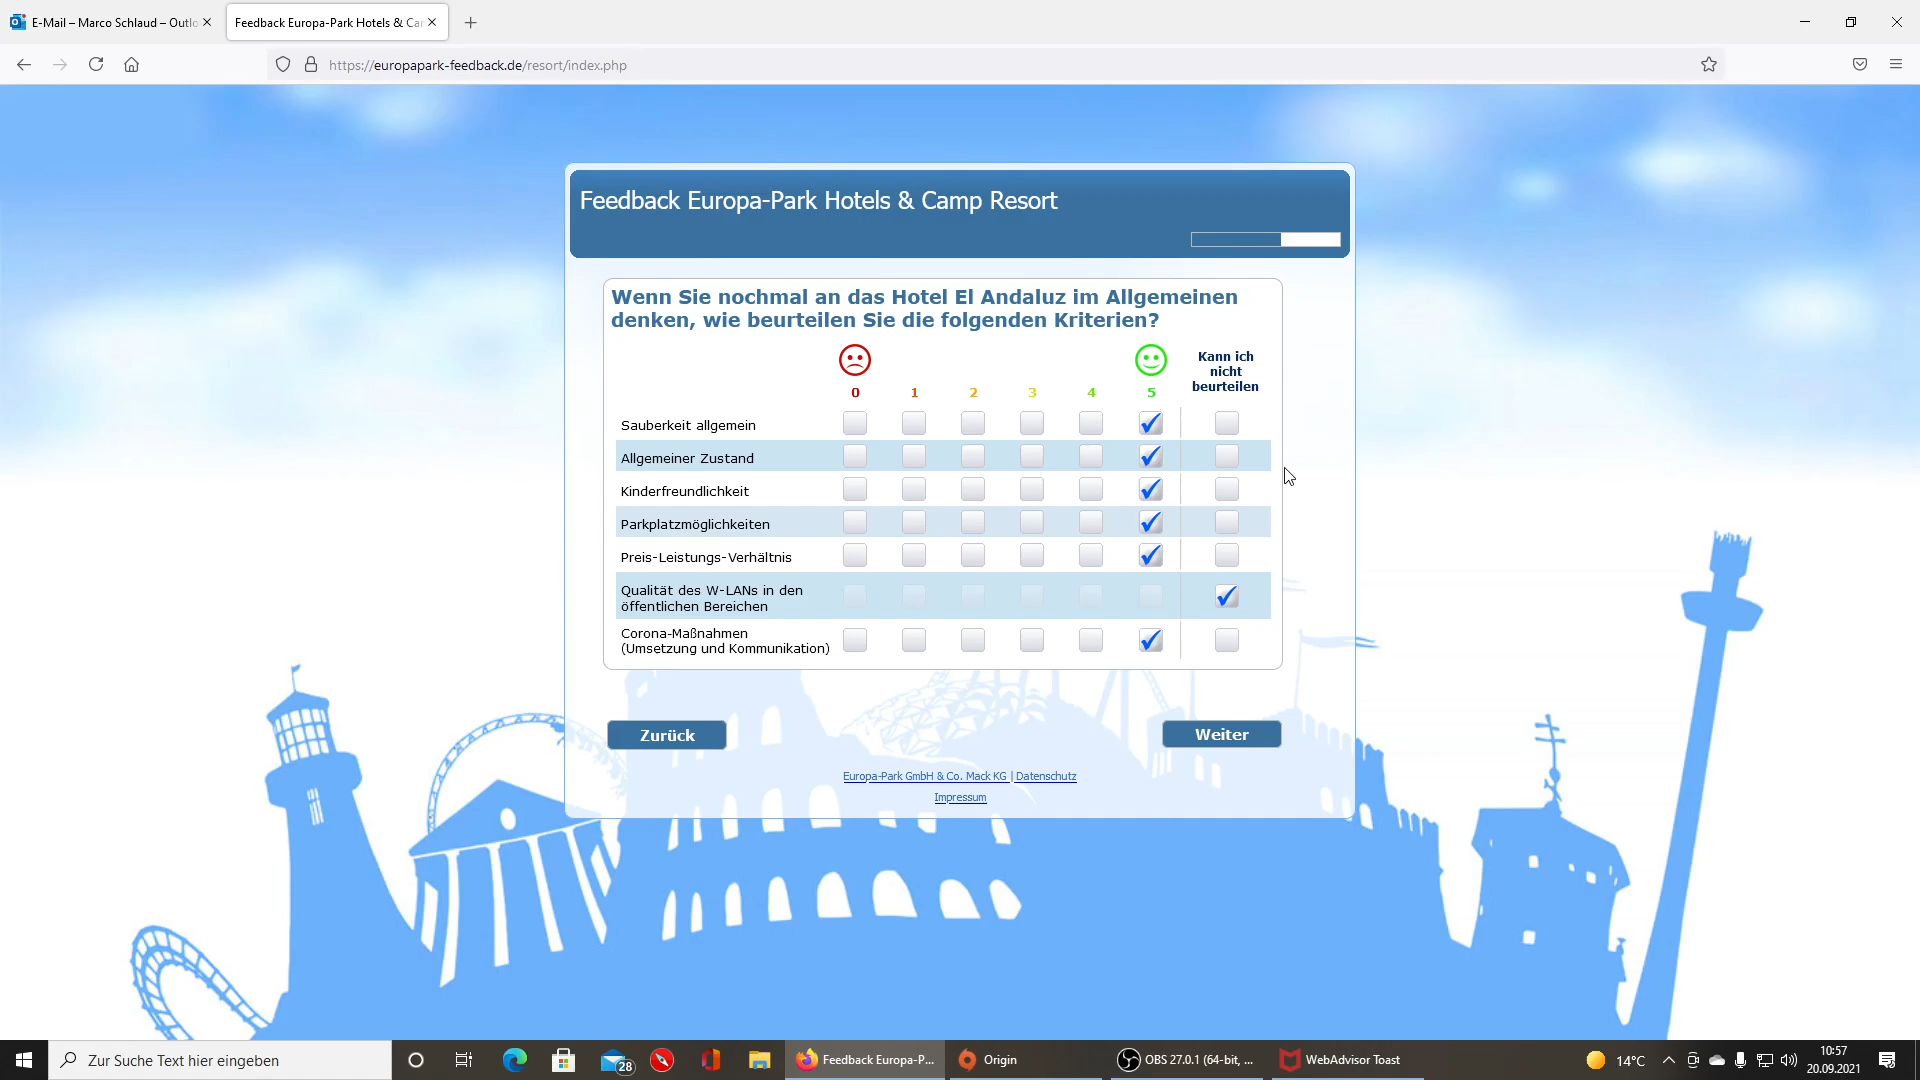 E-Mail – Marco Schlaud – Outlo
Feedback Europa-Park Hotels & Ca
https://europapark-feedback.de/resort/index.php
Feedback Europa-Park Hotels & Camp Resort
Wenn Sie nochmal an das Hotel El Andaluz im Allgemeinen
denken, wie beurteilen Sie die folgenden Kriterien?
Kann ich
nicht
beurteilen
0 1 2 3 4 5
Sauberkeit allgemein
Allgemeiner Zustand
Kinderfreundlichkeit
Parkplatzmöglichkeiten
Preis-Leistungs-Verhältnis
Qualität des W-LANs in den
öffentlichen Bereichen
Corona-Maßnahmen
(Umsetzung und Kommunikation)
Zurück
Weiter
Europa-Park GmbH & Co. Mack KG | Datenschutz
Impressum
Zur Suche Text hier eingeben
28
Feedback Europa-P...
Origin
OBS 27.0.1 (64-bit, ...
WebAdvisor Toast
14°C
10:57
20.09.2021